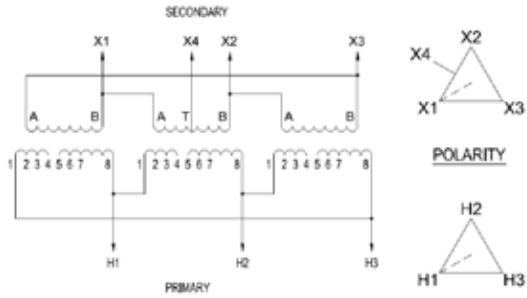 SECONDARY
X1 X4 X2 X3
A B A T B A B
1 2 3 4 5 6 7 8 1 2 3 4 5 6 7 8 1 2 3 4 5 6 7 8
H1 H2 H3
PRIMARY
X2
X4
X1 X3
POLARITY
H2
H1 H3